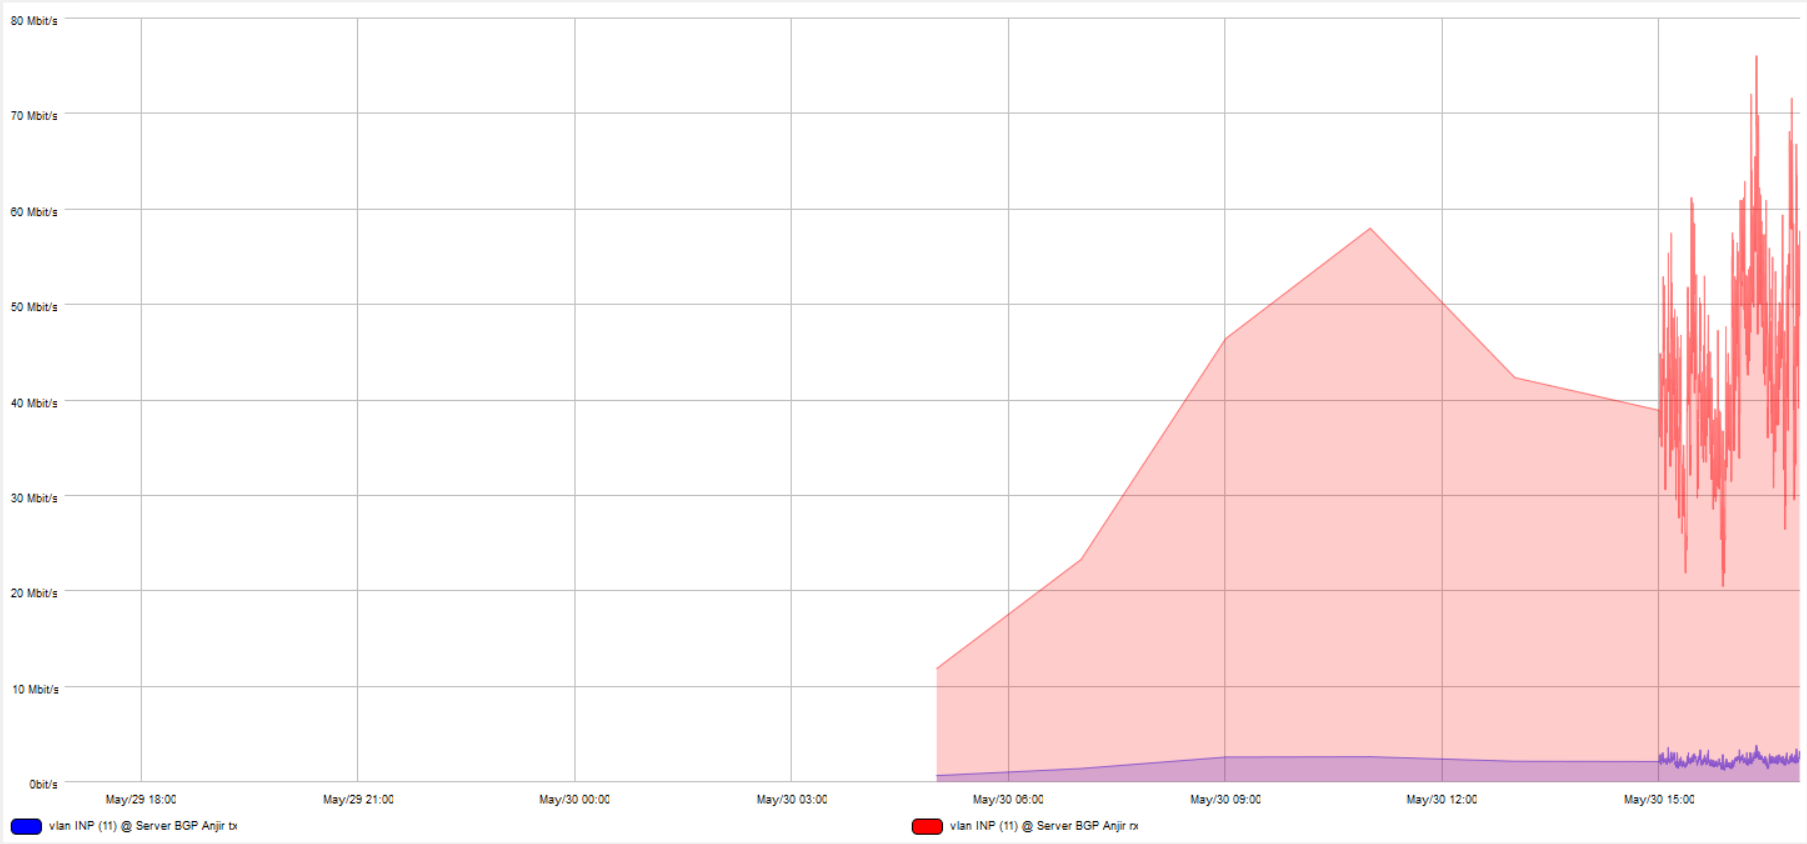 80 Mbit/s
70 Mbit/s
60 Mbit/s
50 Mbit/s
40 Mbit/s
30 Mbit/s
20 Mbit/s
10 Mbit/s
0bit/s
May/29 18:00 May/29 21:00 May/30 00:00 May/30 03:00 May/30 06:00 May/30 09:00 May/30 12:00 May/30 15:00
vlan INP (11) @ Server BGP Anjir tx vlan INP (11) @ Server BGP Anjir rx